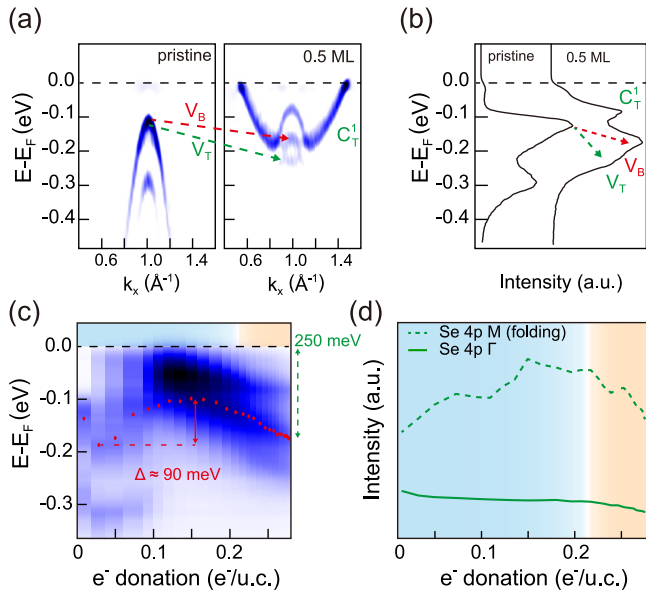 (a)
pristine
0.5 ML
0.0
-0.1
-0.2
-0.3
-0.4
E-E_F (eV)
V_B
V_T
C_T^1
0.6 1.0 1.4
0.6 1.0 1.4
k_x (Å⁻¹)
k_x (Å⁻¹)
(b)
pristine
0.5 ML
0.0
-0.1
-0.2
-0.3
-0.4
E-E_F (eV)
C_T^1
V_B
V_T
Intensity (a.u.)
(c)
250 meV
0.0
-0.1
-0.2
-0.3
E-E_F (eV)
Δ ≈ 90 meV
0 0.1 0.2
e⁻ donation (e⁻/u.c.)
(d)
Se 4p M (folding)
Se 4p Γ
Intensity (a.u.)
0 0.1 0.2
e⁻ donation (e⁻/u.c.)